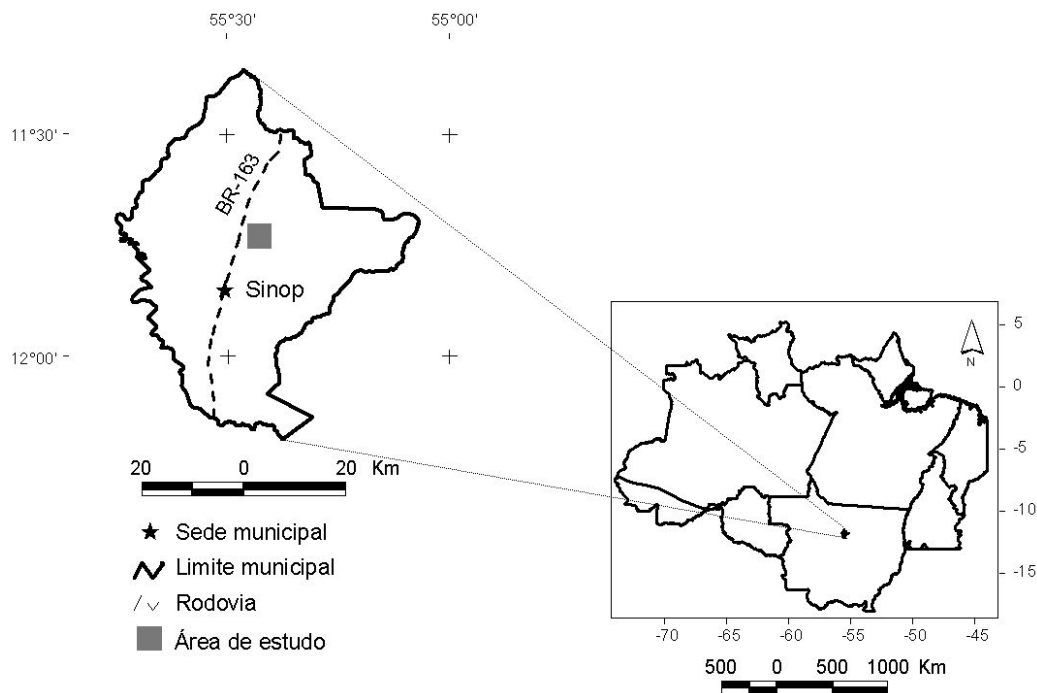 55°30' 55°00'
11°30'
BR-163
Sinop
12°00'
20 0 20 Km
Sede municipal
Limite municipal
Rodovia
Área de estudo
N
5
0
-5
-10
-15
-70 -65 -60 -55 -50 -45
500 0 500 1000 Km